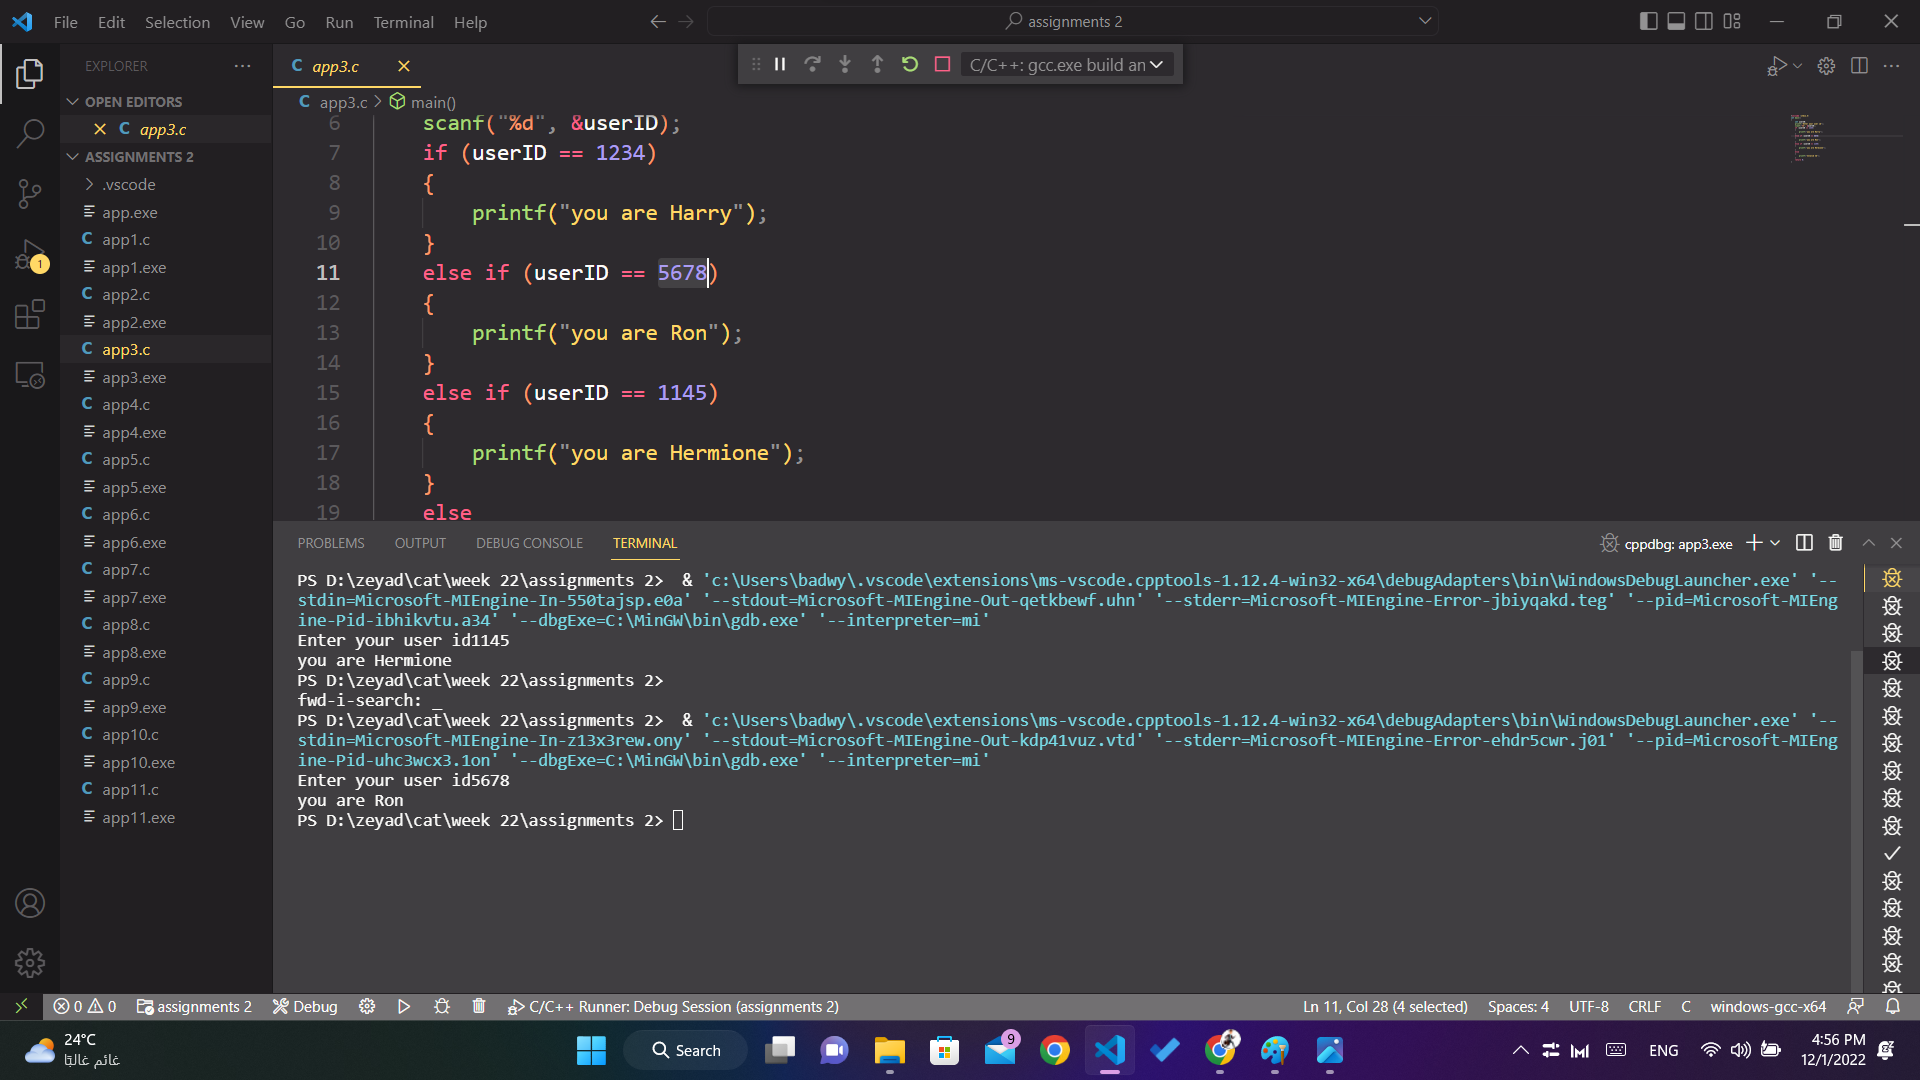 File Edit Selection View Go Run Terminal Help
assignments 2
EXPLORER
OPEN EDITORS
C app3.c
ASSIGNMENTS 2
.vscode
app.exe
C app1.c
app1.exe
C app2.c
app2.exe
C app3.c
app3.exe
C app4.c
app4.exe
C app5.c
app5.exe
C app6.c
app6.exe
C app7.c
app7.exe
C app8.c
app8.exe
C app9.c
app9.exe
C app10.c
app10.exe
C app11.c
app11.exe
1
C app3.c
C/C++: gcc.exe build an
C app3.c > main()
6 scanf("%d", &userID);
7 if (userID == 1234)
8 {
9 printf("you are Harry");
10 }
11 else if (userID == 5678)
12 {
13 printf("you are Ron");
14 }
15 else if (userID == 1145)
16 {
17 printf("you are Hermione");
18 }
19 else
PROBLEMS OUTPUT DEBUG CONSOLE TERMINAL
cppdbg: app3.exe
PS D:\zeyad\cat\week 22\assignments 2> & 'c:\Users\badwy\.vscode\extensions\ms-vscode.cpptools-1.12.4-win32-x64\debugAdapters\bin\WindowsDebugLauncher.exe' '--
stdin=Microsoft-MIEngine-In-550tajsp.e0a' '--stdout=Microsoft-MIEngine-Out-qetkbewf.uhn' '--stderr=Microsoft-MIEngine-Error-jbiyqakd.teg' '--pid=Microsoft-MIEng
ine-Pid-ibhikvtu.a34' '--dbgExe=C:\MinGW\bin\gdb.exe' '--interpreter=mi'
Enter your user id1145
you are Hermione
PS D:\zeyad\cat\week 22\assignments 2>
fwd-i-search: _
PS D:\zeyad\cat\week 22\assignments 2> & 'c:\Users\badwy\.vscode\extensions\ms-vscode.cpptools-1.12.4-win32-x64\debugAdapters\bin\WindowsDebugLauncher.exe' '--
stdin=Microsoft-MIEngine-In-z13x3rew.ony' '--stdout=Microsoft-MIEngine-Out-kdp41vuz.vtd' '--stderr=Microsoft-MIEngine-Error-ehdr5cwr.j01' '--pid=Microsoft-MIEng
ine-Pid-uhc3wcx3.1on' '--dbgExe=C:\MinGW\bin\gdb.exe' '--interpreter=mi'
Enter your user id5678
you are Ron
PS D:\zeyad\cat\week 22\assignments 2>
0 0 assignments 2 Debug C/C++ Runner: Debug Session (assignments 2)
Ln 11, Col 28 (4 selected) Spaces: 4 UTF-8 CRLF C windows-gcc-x64
24°C
غائم غالبًا
Search
9
ENG
4:56 PM
12/1/2022